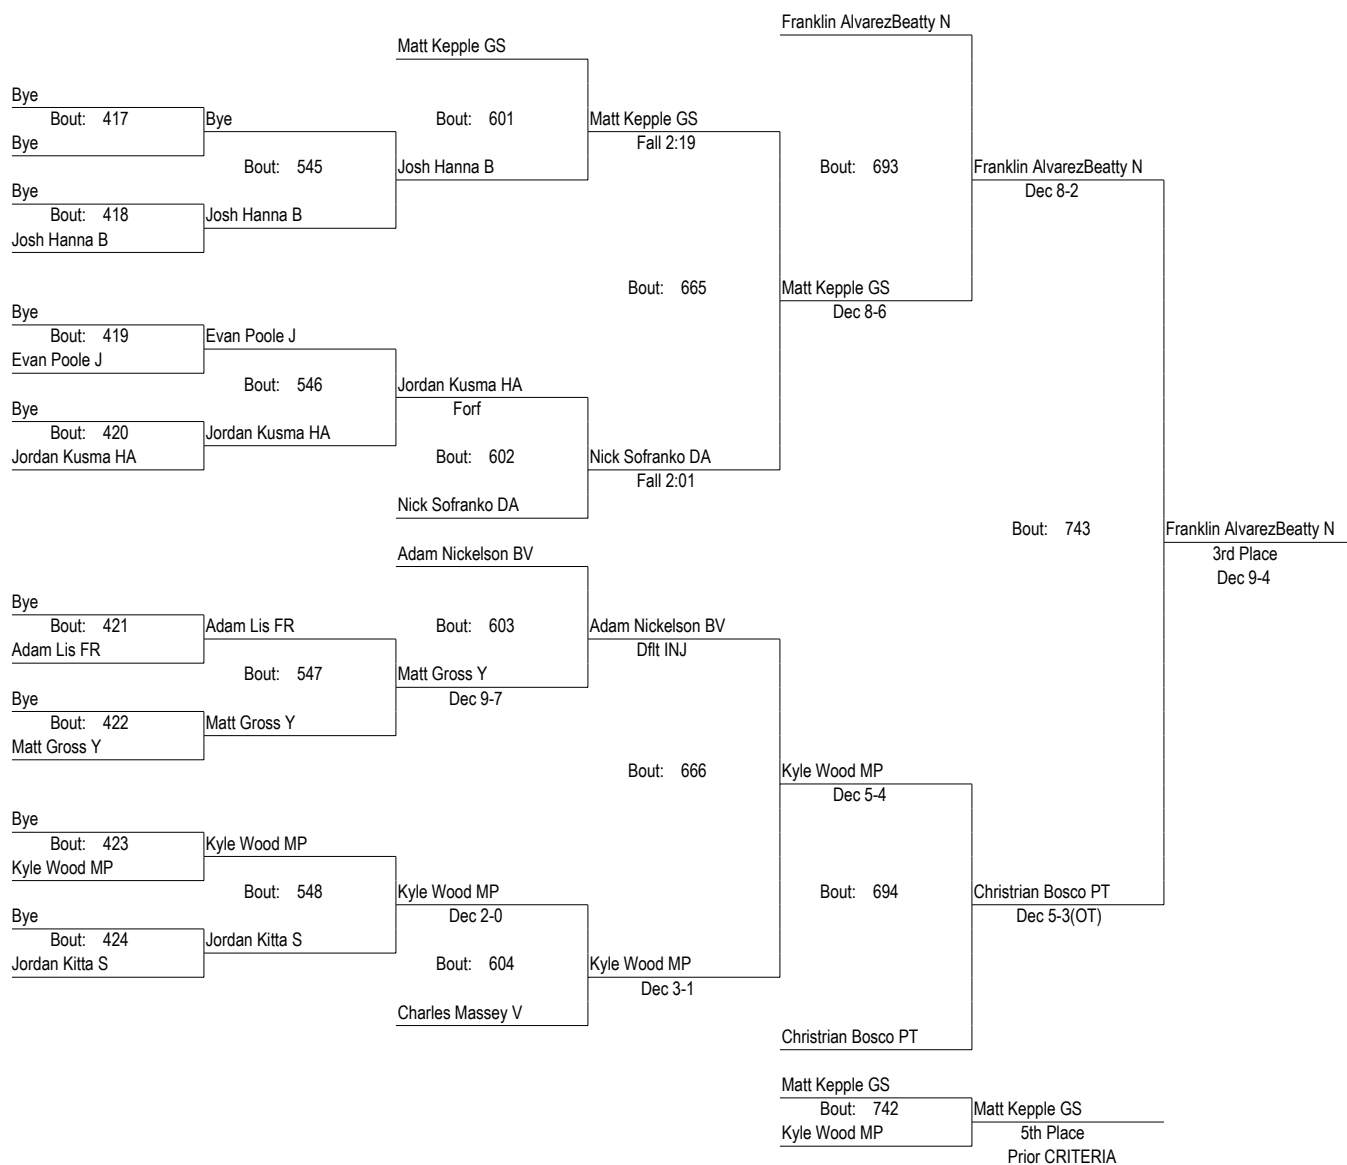 Franklin AlvarezBeatty N
Matt Kepple GS
Bye
Bout: 417
Bye
Bye
Bout: 601
Matt Kepple GS
Fall 2:19
Bout: 545
Josh Hanna B
Bout: 693
Franklin AlvarezBeatty N
Dec 8-2
Bye
Bout: 418
Josh Hanna B
Josh Hanna B
Bout: 665
Matt Kepple GS
Dec 8-6
Bye
Bout: 419
Evan Poole J
Evan Poole J
Bout: 546
Jordan Kusma HA
Forf
Bye
Bout: 420
Jordan Kusma HA
Jordan Kusma HA
Bout: 602
Nick Sofranko DA
Fall 2:01
Nick Sofranko DA
Bout: 743
Franklin AlvarezBeatty N
3rd Place
Dec 9-4
Adam Nickelson BV
Bye
Bout: 421
Adam Lis FR
Adam Lis FR
Bout: 603
Adam Nickelson BV
Dflt INJ
Bout: 547
Matt Gross Y
Dec 9-7
Bye
Bout: 422
Matt Gross Y
Matt Gross Y
Bout: 666
Kyle Wood MP
Dec 5-4
Bye
Bout: 423
Kyle Wood MP
Kyle Wood MP
Bout: 548
Kyle Wood MP
Dec 2-0
Bout: 694
Christrian Bosco PT
Dec 5-3(OT)
Bye
Bout: 424
Jordan Kitta S
Jordan Kitta S
Bout: 604
Kyle Wood MP
Dec 3-1
Charles Massey V
Christrian Bosco PT
Matt Kepple GS
Bout: 742
Kyle Wood MP
Matt Kepple GS
5th Place
Prior CRITERIA